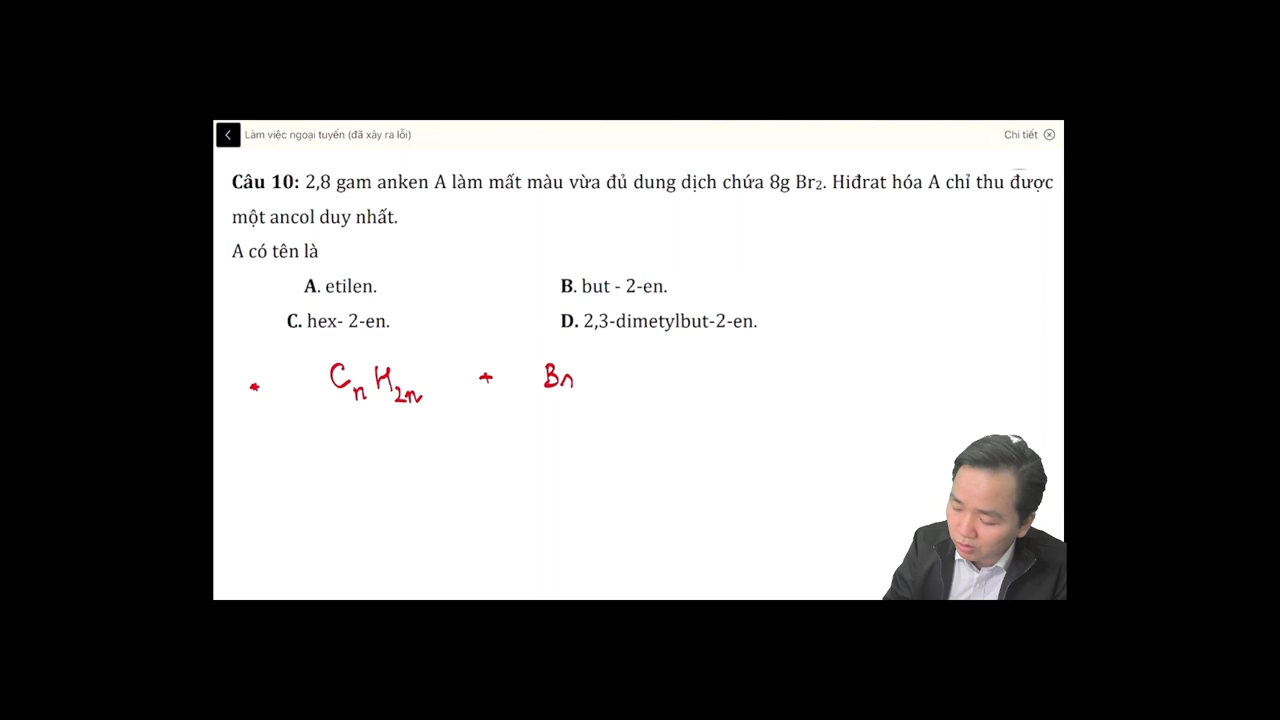 Làm việc ngoại tuyến (đã xảy ra lỗi)
Chi tiết
Câu 10: 2,8 gam anken A làm mất màu vừa đủ dung dịch chứa 8g Br₂. Hiđrat hóa A chỉ thu được
một ancol duy nhất.
A có tên là
A. etilen. B. but - 2-en.
C. hex- 2-en. D. 2,3-dimetylbut-2-en.
* CₙH₂ₙ + Br